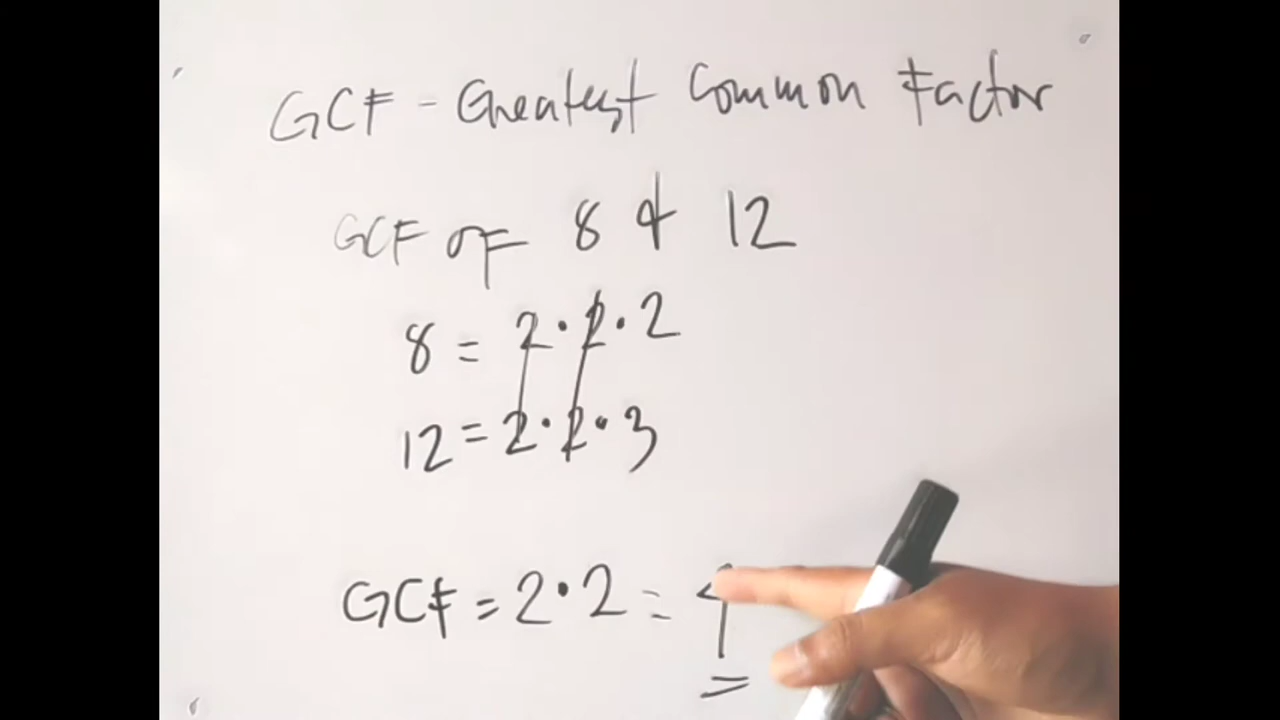 GCF - Greatest Common Factor
GCF of 8 & 12
8 = 2 · 2 · 2
12 = 2 · 2 · 3
GCF = 2 · 2 = 4